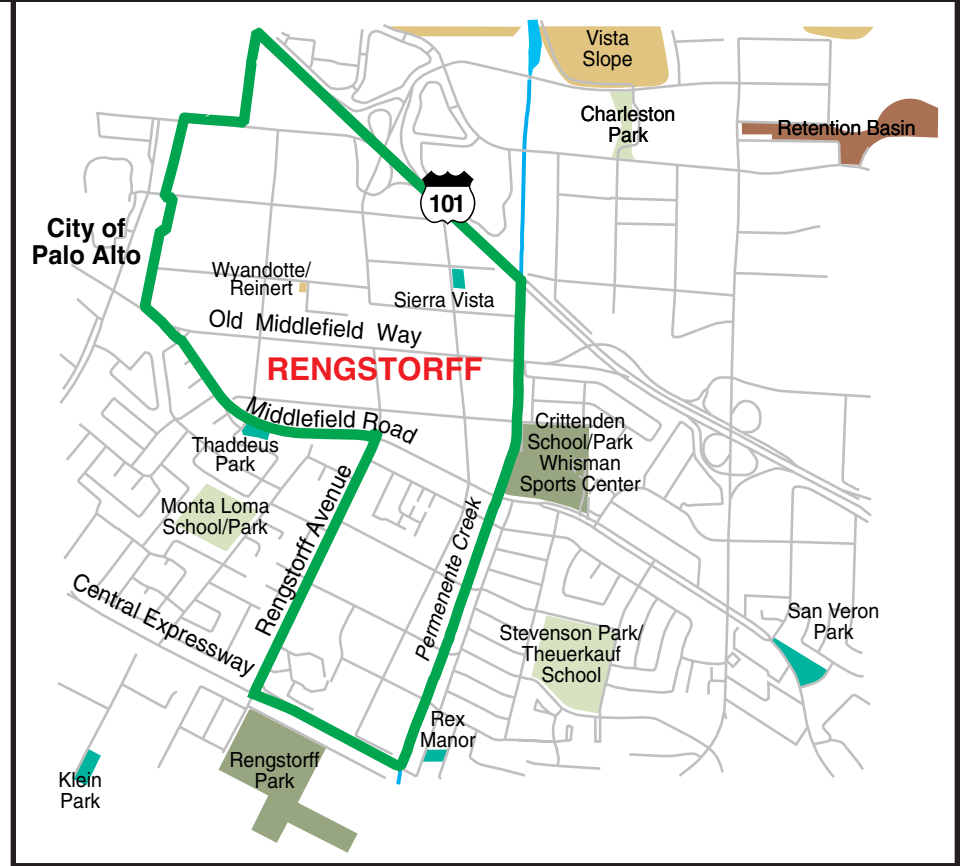 Vista
Slope
Charleston
Park
Retention Basin
101
City of
Palo Alto
Wyandotte/
Reinert
Sierra Vista
Old Middlefield Way
RENGSTORFF
Middlefield Road
Crittenden
School/Park
Whisman
Sports Center
Thaddeus
Park
Monta Loma
School/Park
Rengstorff Avenue
Permenente Creek
Central Expressway
San Veron
Park
Stevenson Park/
Theuerkauf
School
Rex
Manor
Rengstorff
Park
Klein
Park